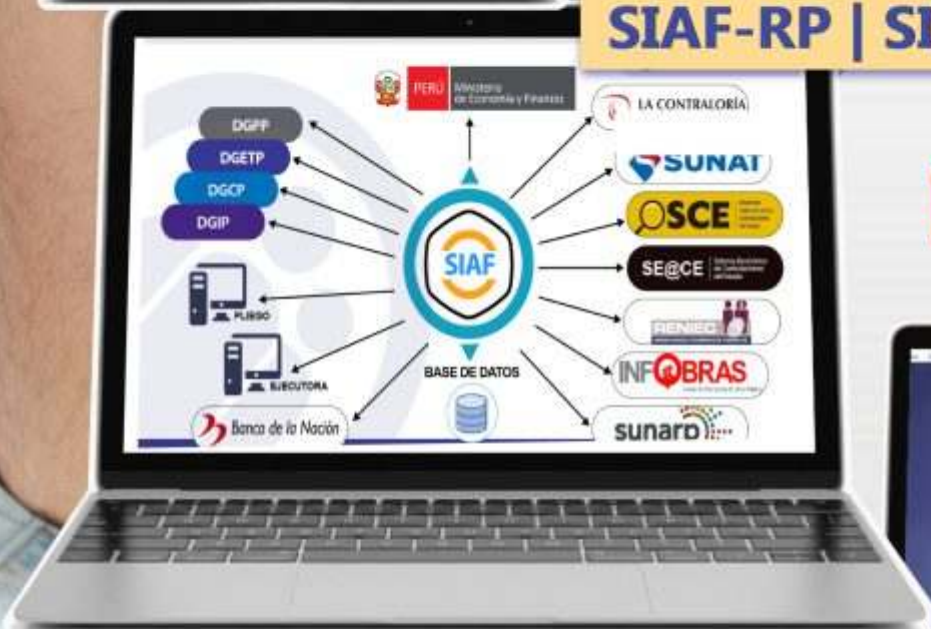 SIAF-RP | SI
PERÚ
Ministerio
de Economía y Finanzas
LA CONTRALORÍA
DGPP
DGETP
DGCP
DGIP
SUNAT
OSCE
SE@CE
SIAF
PLIEGO
EJECUTORA
RENIEC
BASE DE DATOS
INFOBRAS
Banco de la Nación
sunarp